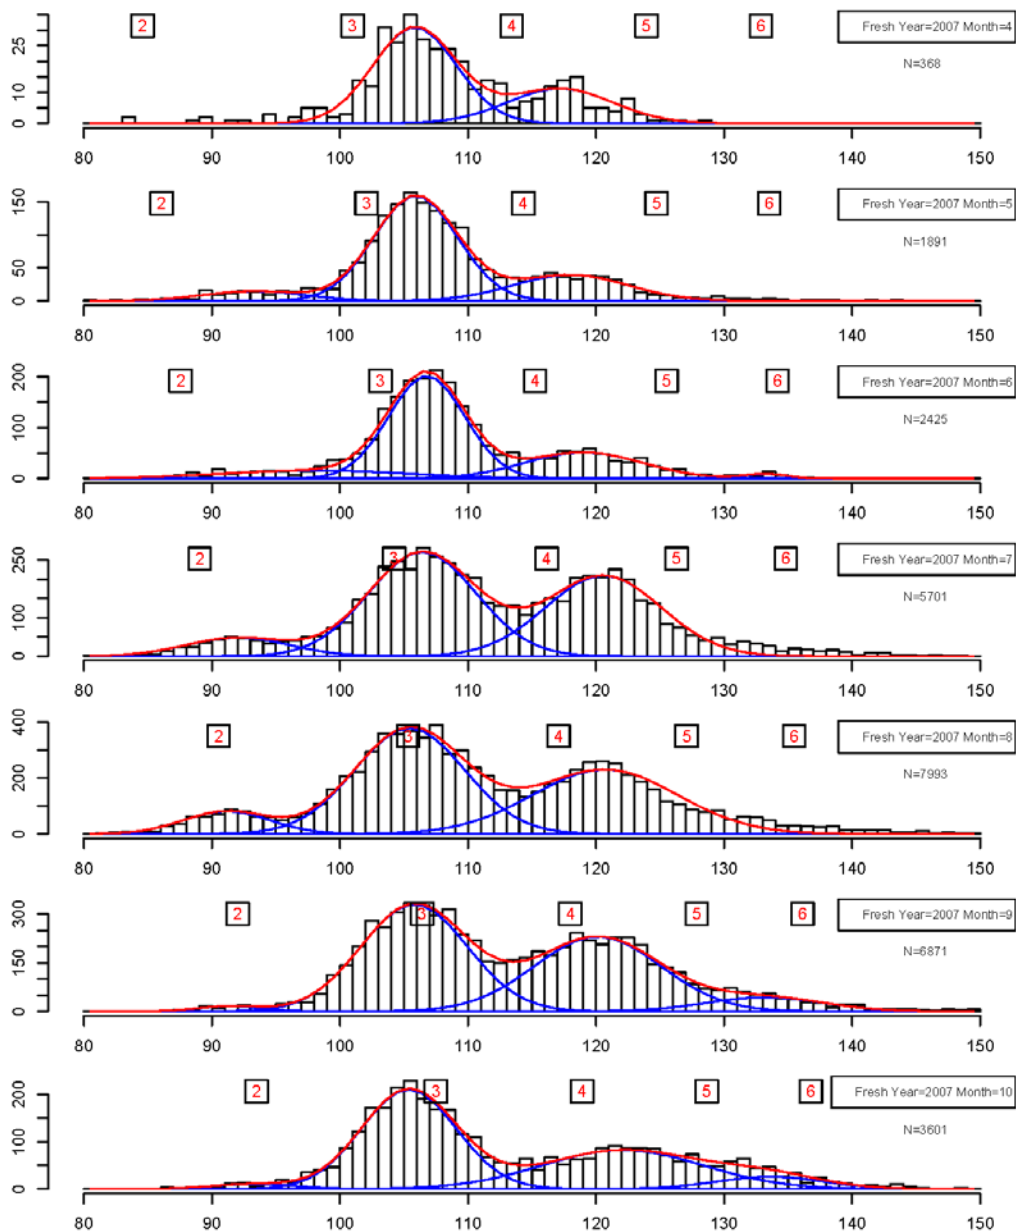 2 3 4 5 6 Fresh Year=2007 Month=4
N=368
25
10
0
80 90 100 110 120 130 140 150
2 3 4 5 6 Fresh Year=2007 Month=5
N=1891
150
50
0
80 90 100 110 120 130 140 150
2 3 4 5 6 Fresh Year=2007 Month=6
N=2425
200
100
0
80 90 100 110 120 130 140 150
2 3 4 5 6 Fresh Year=2007 Month=7
N=5701
250
100
0
80 90 100 110 120 130 140 150
2 3 4 5 6 Fresh Year=2007 Month=8
N=7993
400
200
0
80 90 100 110 120 130 140 150
2 3 4 5 6 Fresh Year=2007 Month=9
N=6871
300
150
0
80 90 100 110 120 130 140 150
2 3 4 5 6 Fresh Year=2007 Month=10
N=3601
200
100
0
80 90 100 110 120 130 140 150